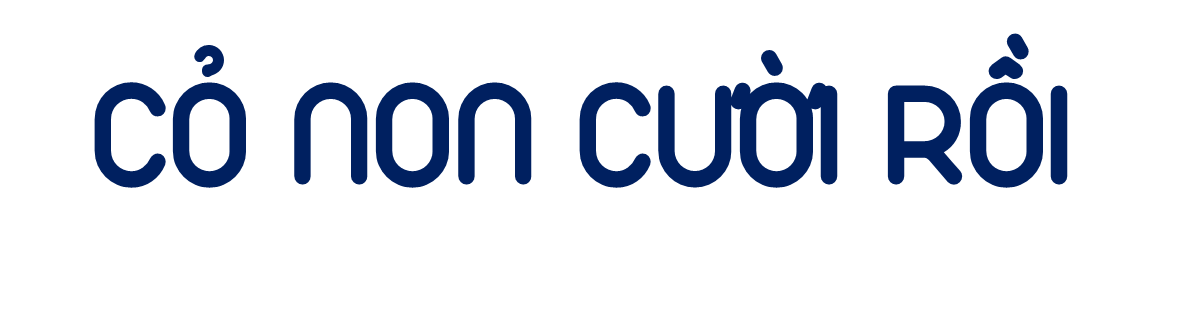 CỎ NON CƯỜI RỒI